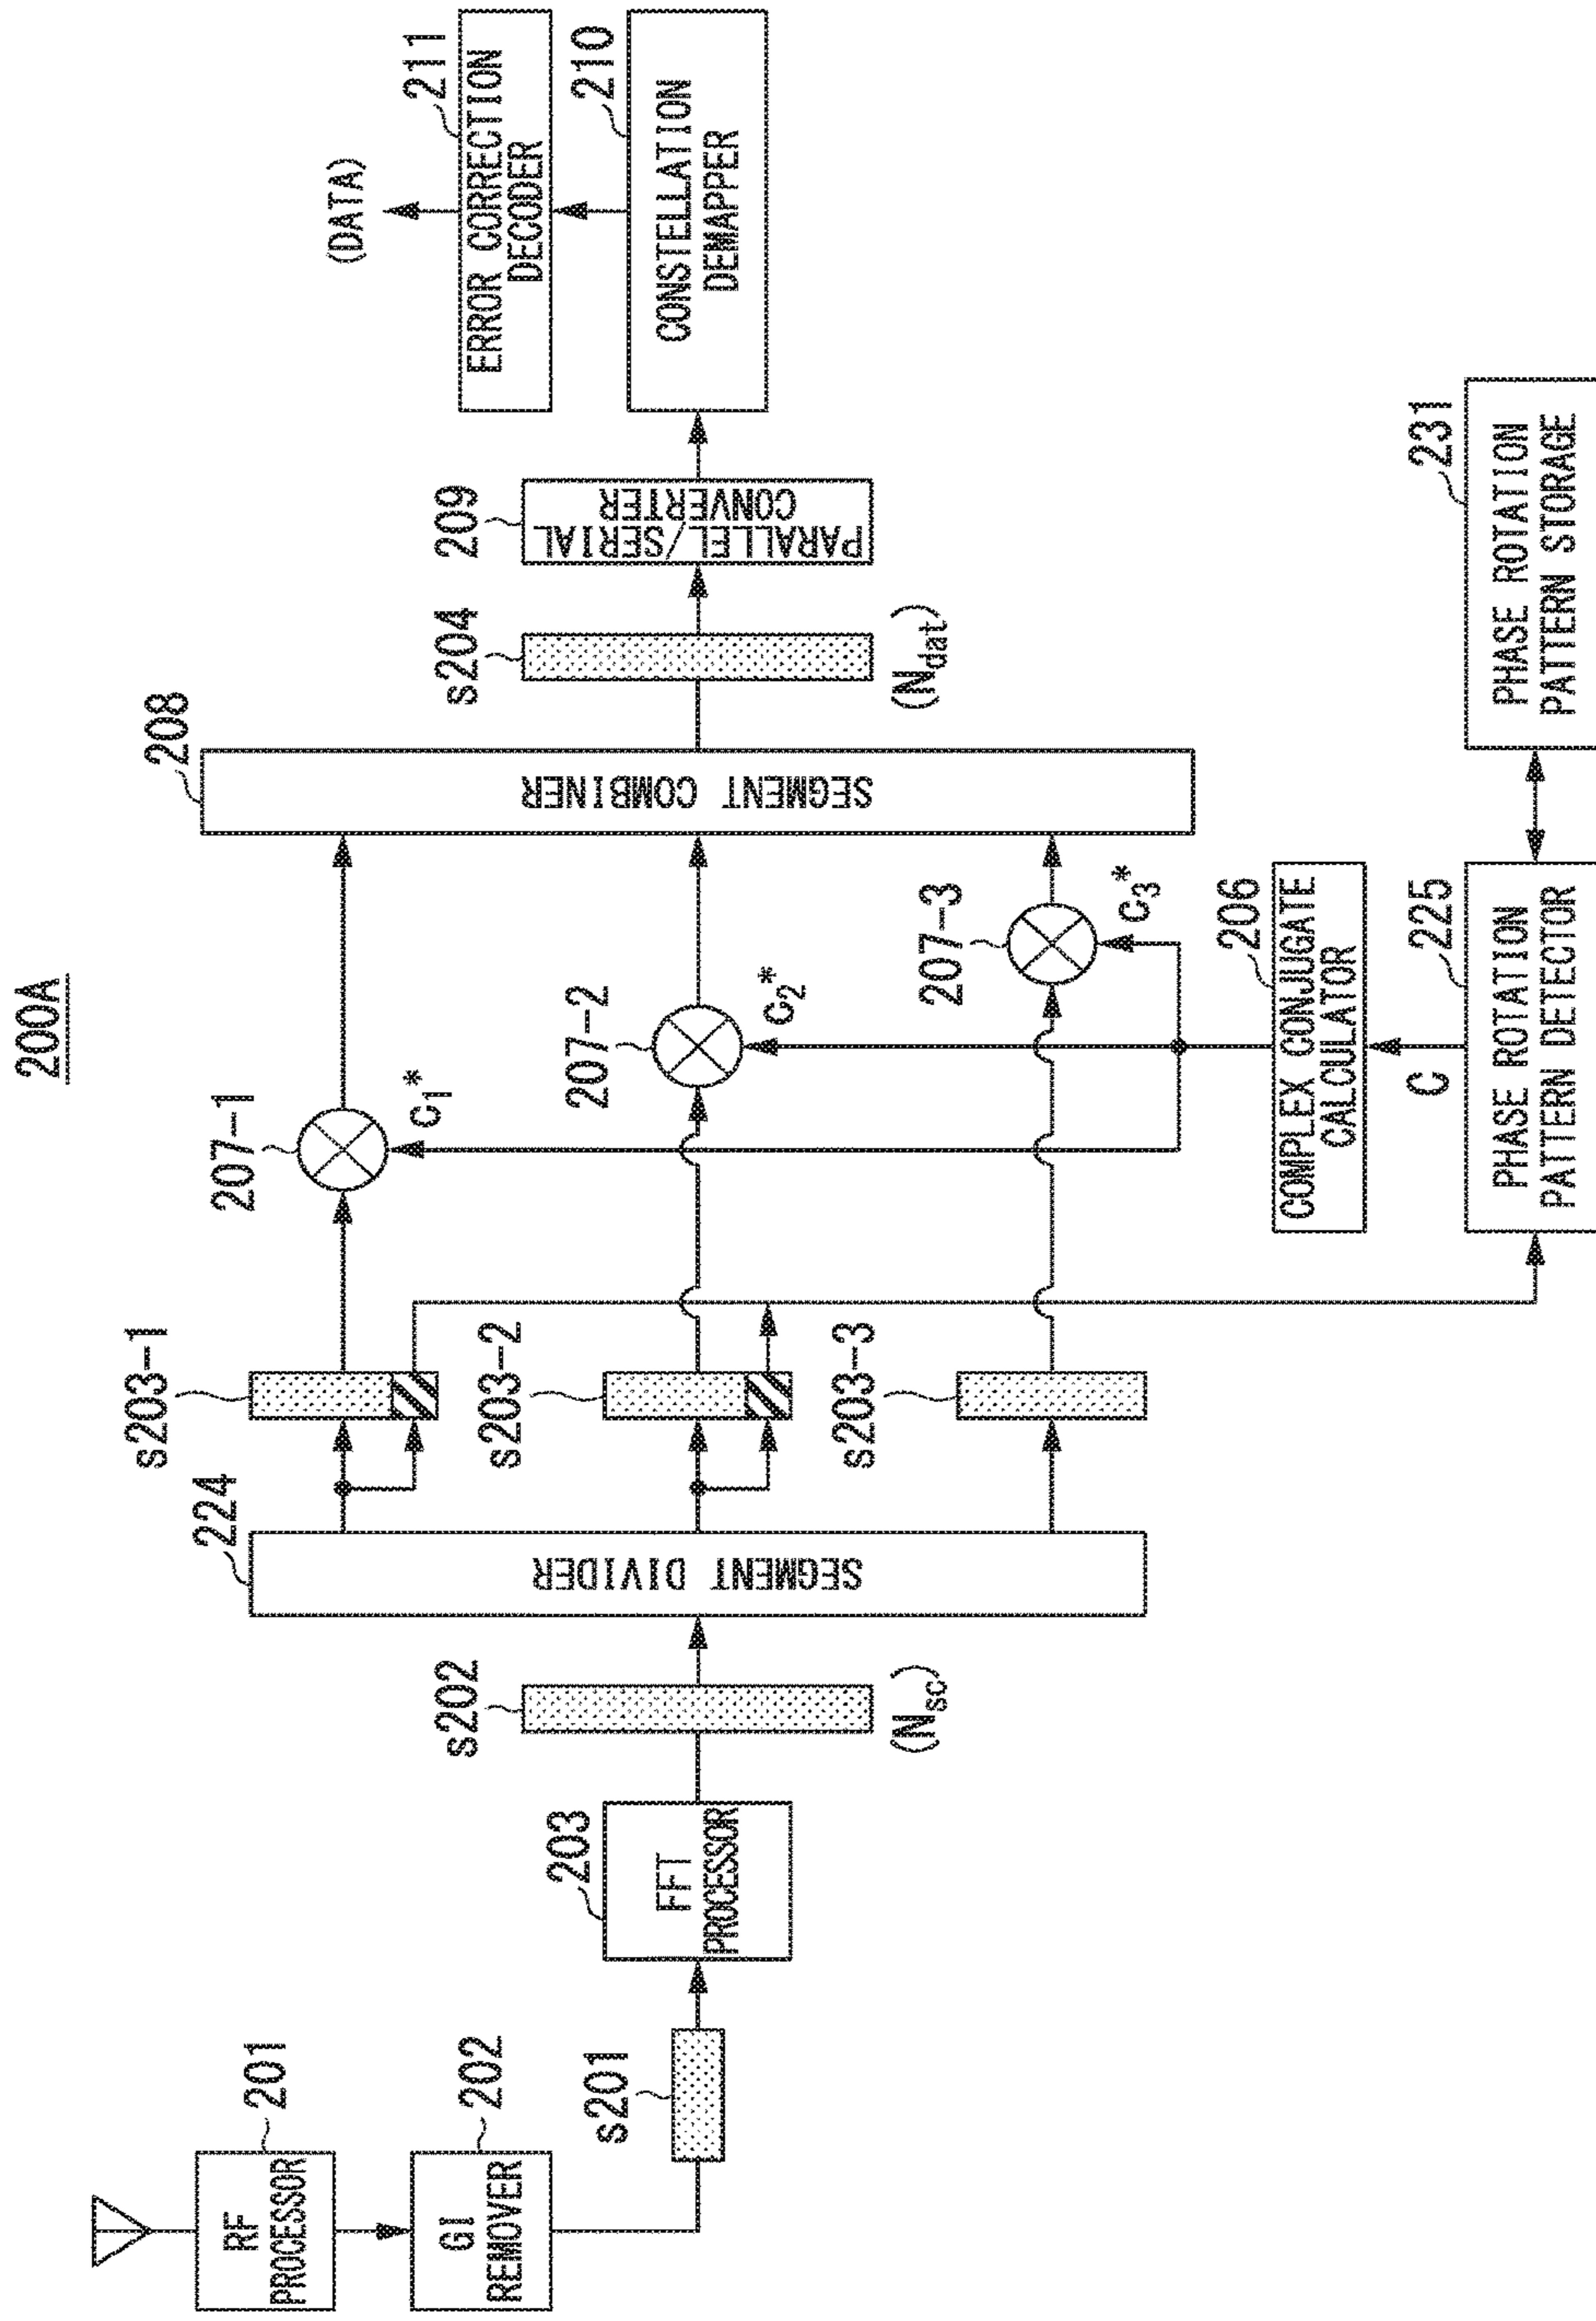 200A
RF
PROCESSOR
201
GI
REMOVER
202
s201
FFT
PROCESSOR
203
s202
(Nsc)
SEGMENT DIVIDER
224
s203-1
s203-2
s203-3
207-1
c1*
207-2
c2*
207-3
c3*
COMPLEX CONJUGATE
CALCULATOR
206
C
PHASE ROTATION
PATTERN DETECTOR
225
PHASE ROTATION
PATTERN STORAGE
231
SEGMENT COMBINER
208
s204
(Ndat)
PARALLEL/SERIAL
CONVERTER
209
CONSTELLATION
DEMAPPER
210
ERROR CORRECTION
DECODER
211
(DATA)